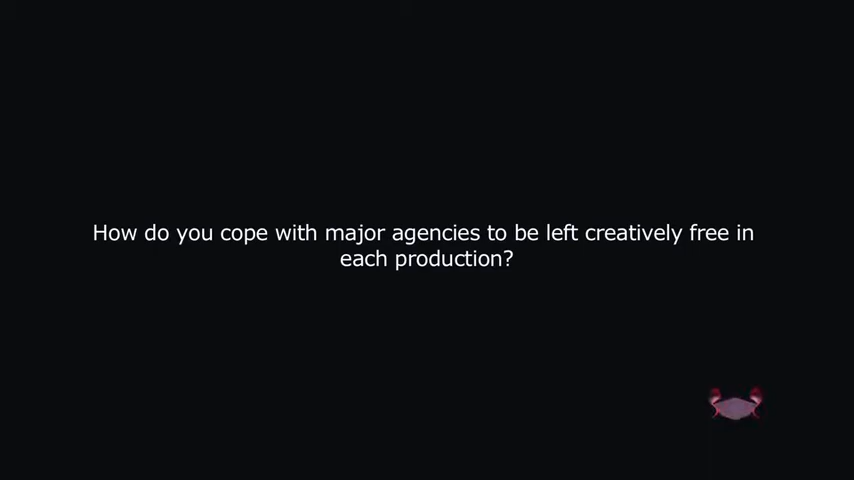 How do you cope with major agencies to be left creatively free in
each production?